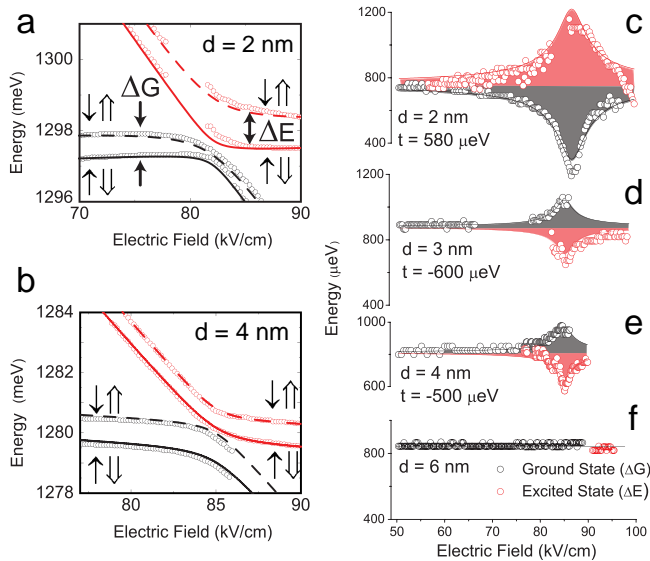 a
d = 2 nm
ΔG
ΔE
↓⇑
↑⇓
↓⇑
↑⇓
1300
1298
1296
Energy (meV)
70
80
90
Electric Field (kV/cm)
b
d = 4 nm
↓⇑
↑⇓
↓⇑
↑⇓
1284
1282
1280
1278
Energy (meV)
80
85
90
Electric Field (kV/cm)
c
1200
800
400
d = 2 nm
t = 580 μeV
d
1200
800
400
d = 3 nm
t = -600 μeV
Energy (μeV)
e
1000
800
600
d = 4 nm
t = -500 μeV
f
800
400
d = 6 nm
Ground State (ΔG)
Excited State (ΔE)
50
60
70
80
90
100
Electric Field (kV/cm)